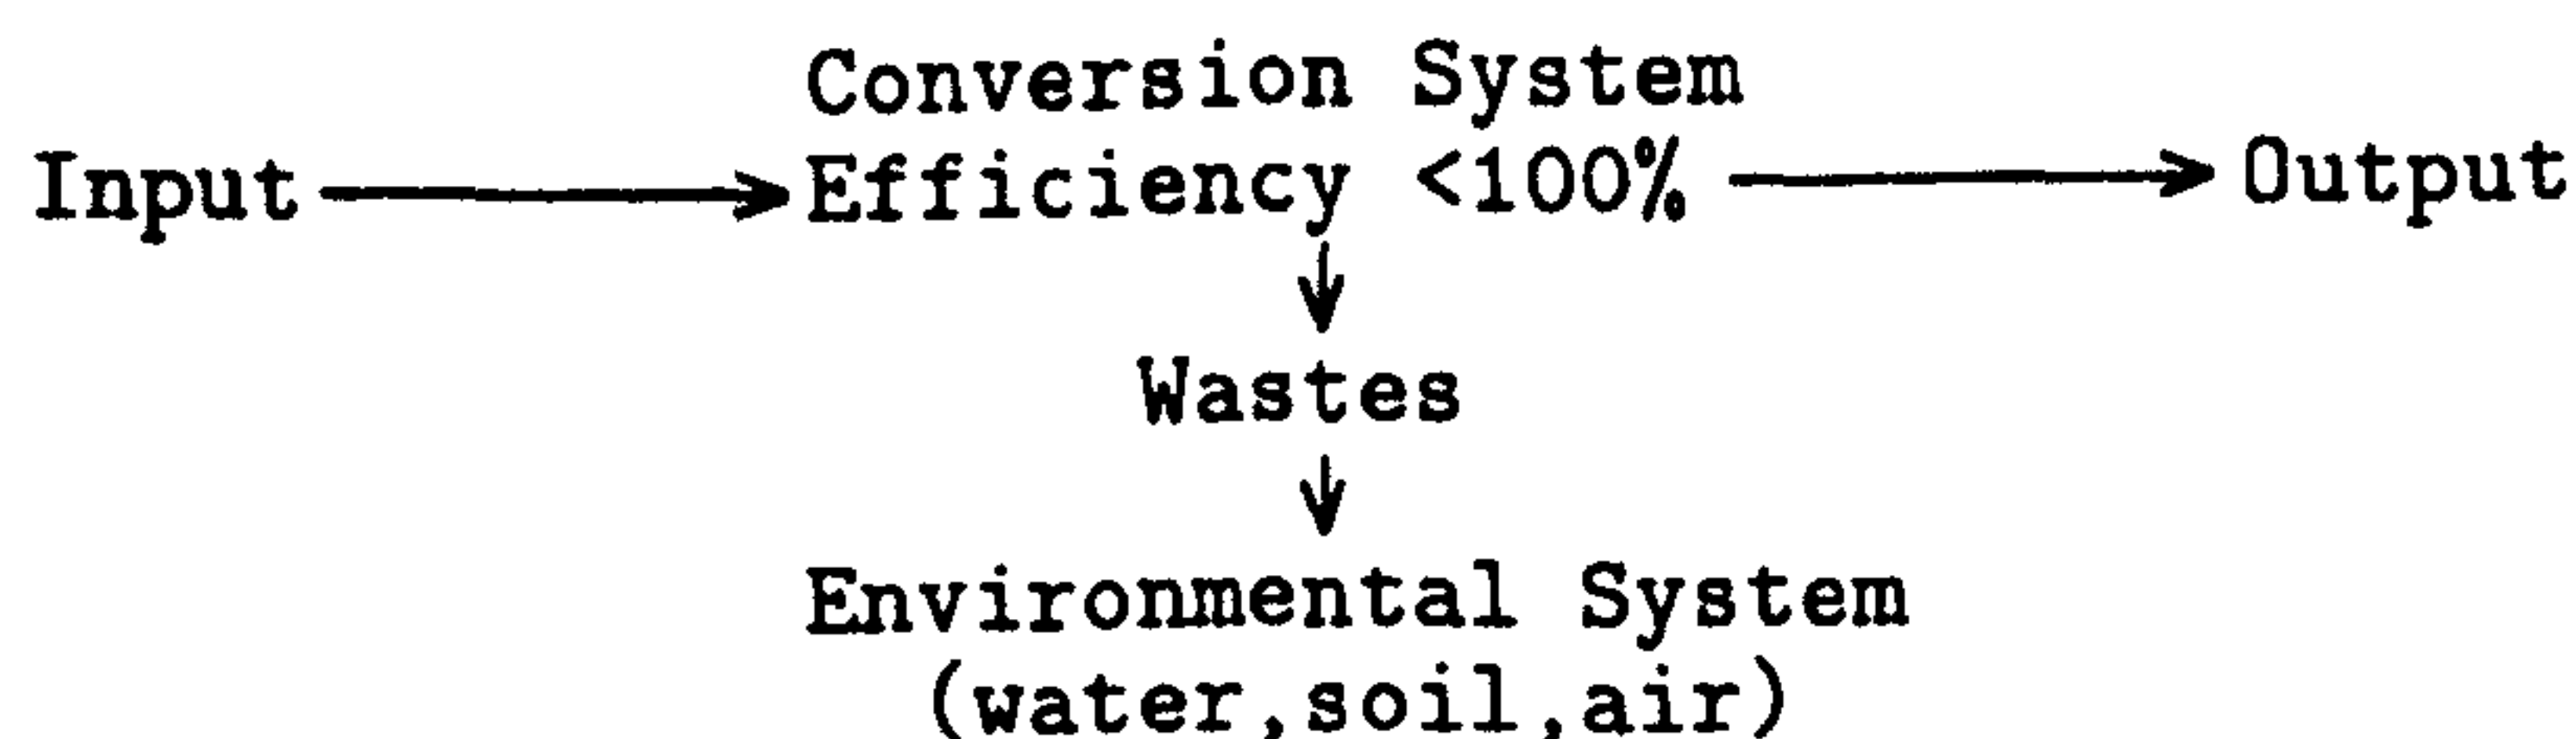 Conversion System
Input Efficiency <100% Output
Wastes
Environmental System
(water,soil,air)